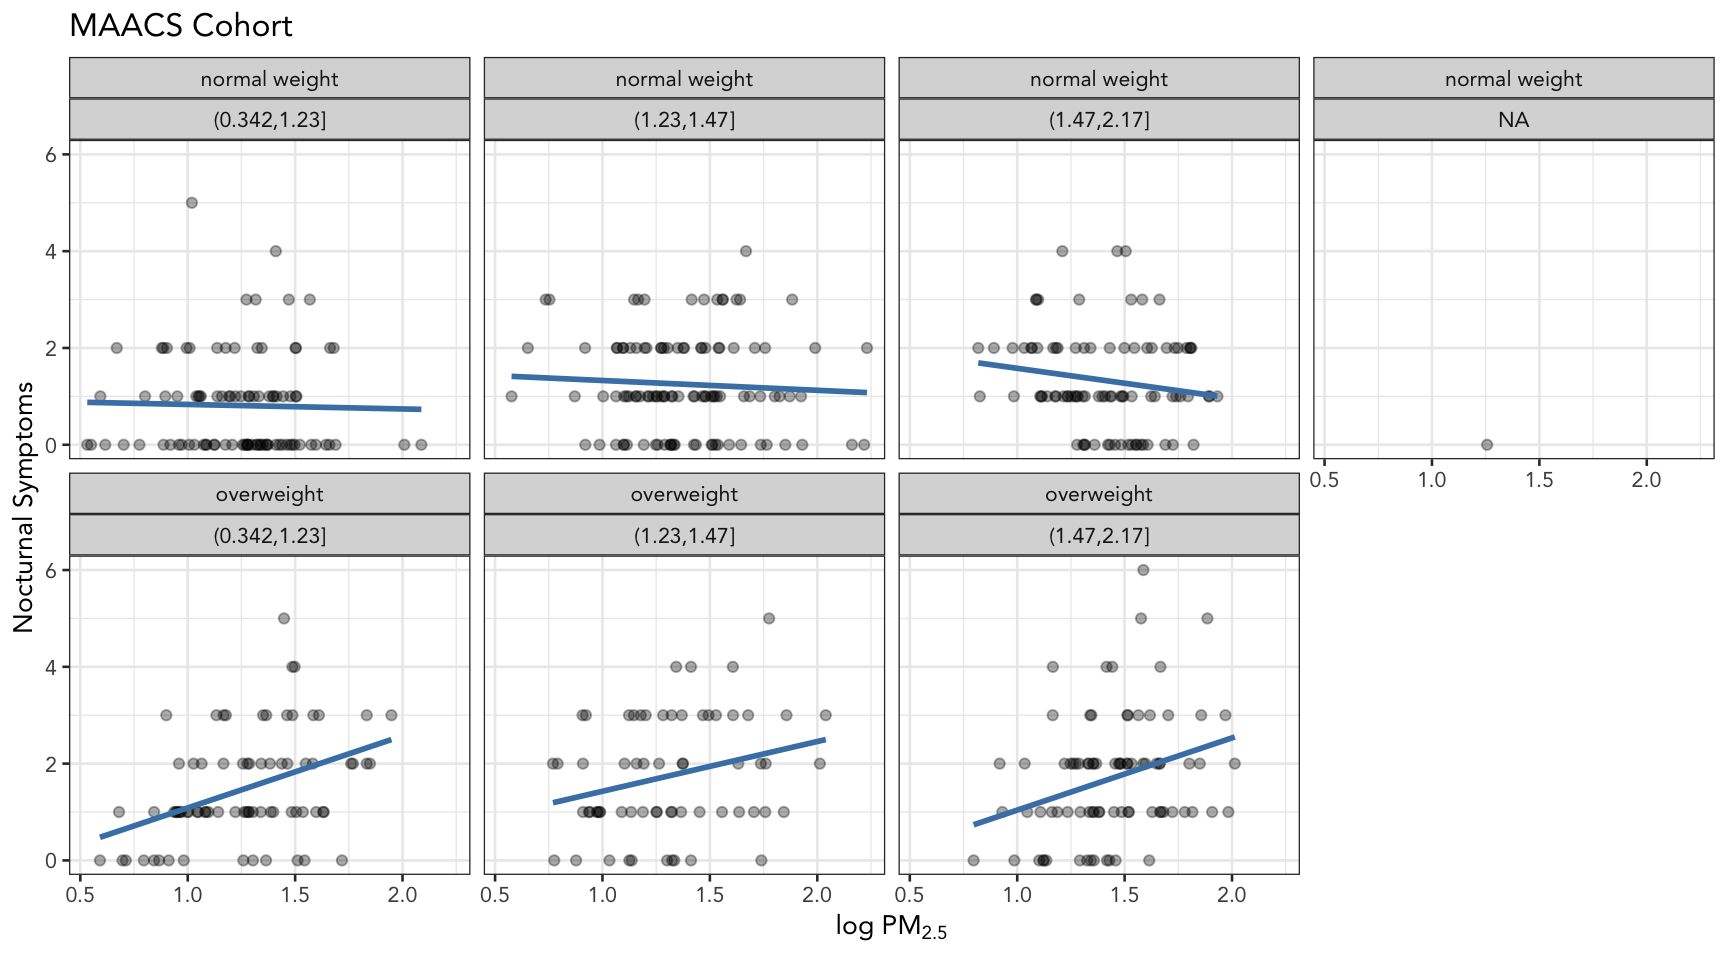 MAACS Cohort
normal weight
normal weight
normal weight
normal weight
(0.342,1.23]
(1.23,1.47]
(1.47,2.17]
NA
6
4
2
0
0.5 1.0 1.5 2.0
Nocturnal Symptoms
overweight
overweight
overweight
(0.342,1.23]
(1.23,1.47]
(1.47,2.17]
6
4
2
0
0.5 1.0 1.5 2.0
0.5 1.0 1.5 2.0
0.5 1.0 1.5 2.0
log PM2.5